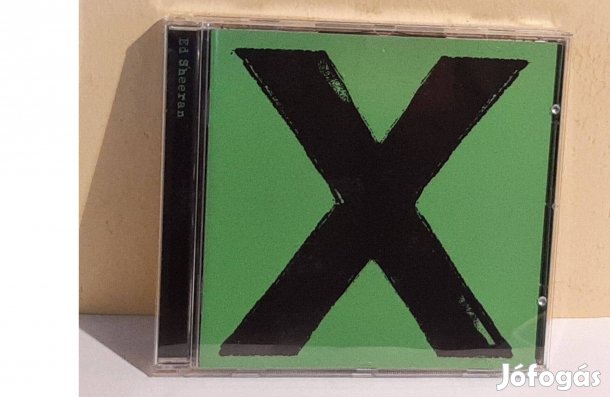 Ed Sheeran
X
Jófogás